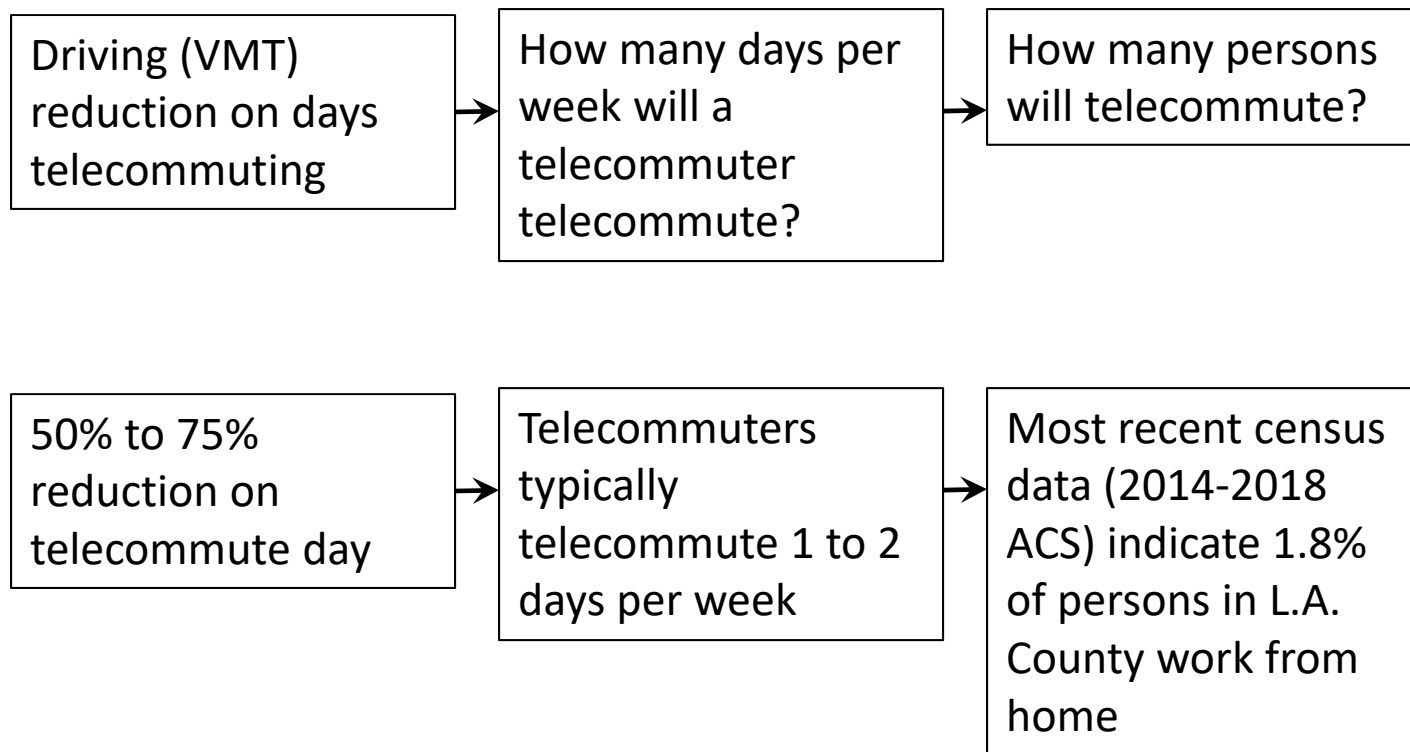 Driving (VMT)
reduction on days
telecommuting
How many days per
week will a
telecommuter
telecommute?
How many persons
will telecommute?
50% to 75%
reduction on
telecommute day
Telecommuters
typically
telecommute 1 to 2
days per week
Most recent census
data (2014-2018
ACS) indicate 1.8%
of persons in L.A.
County work from
home